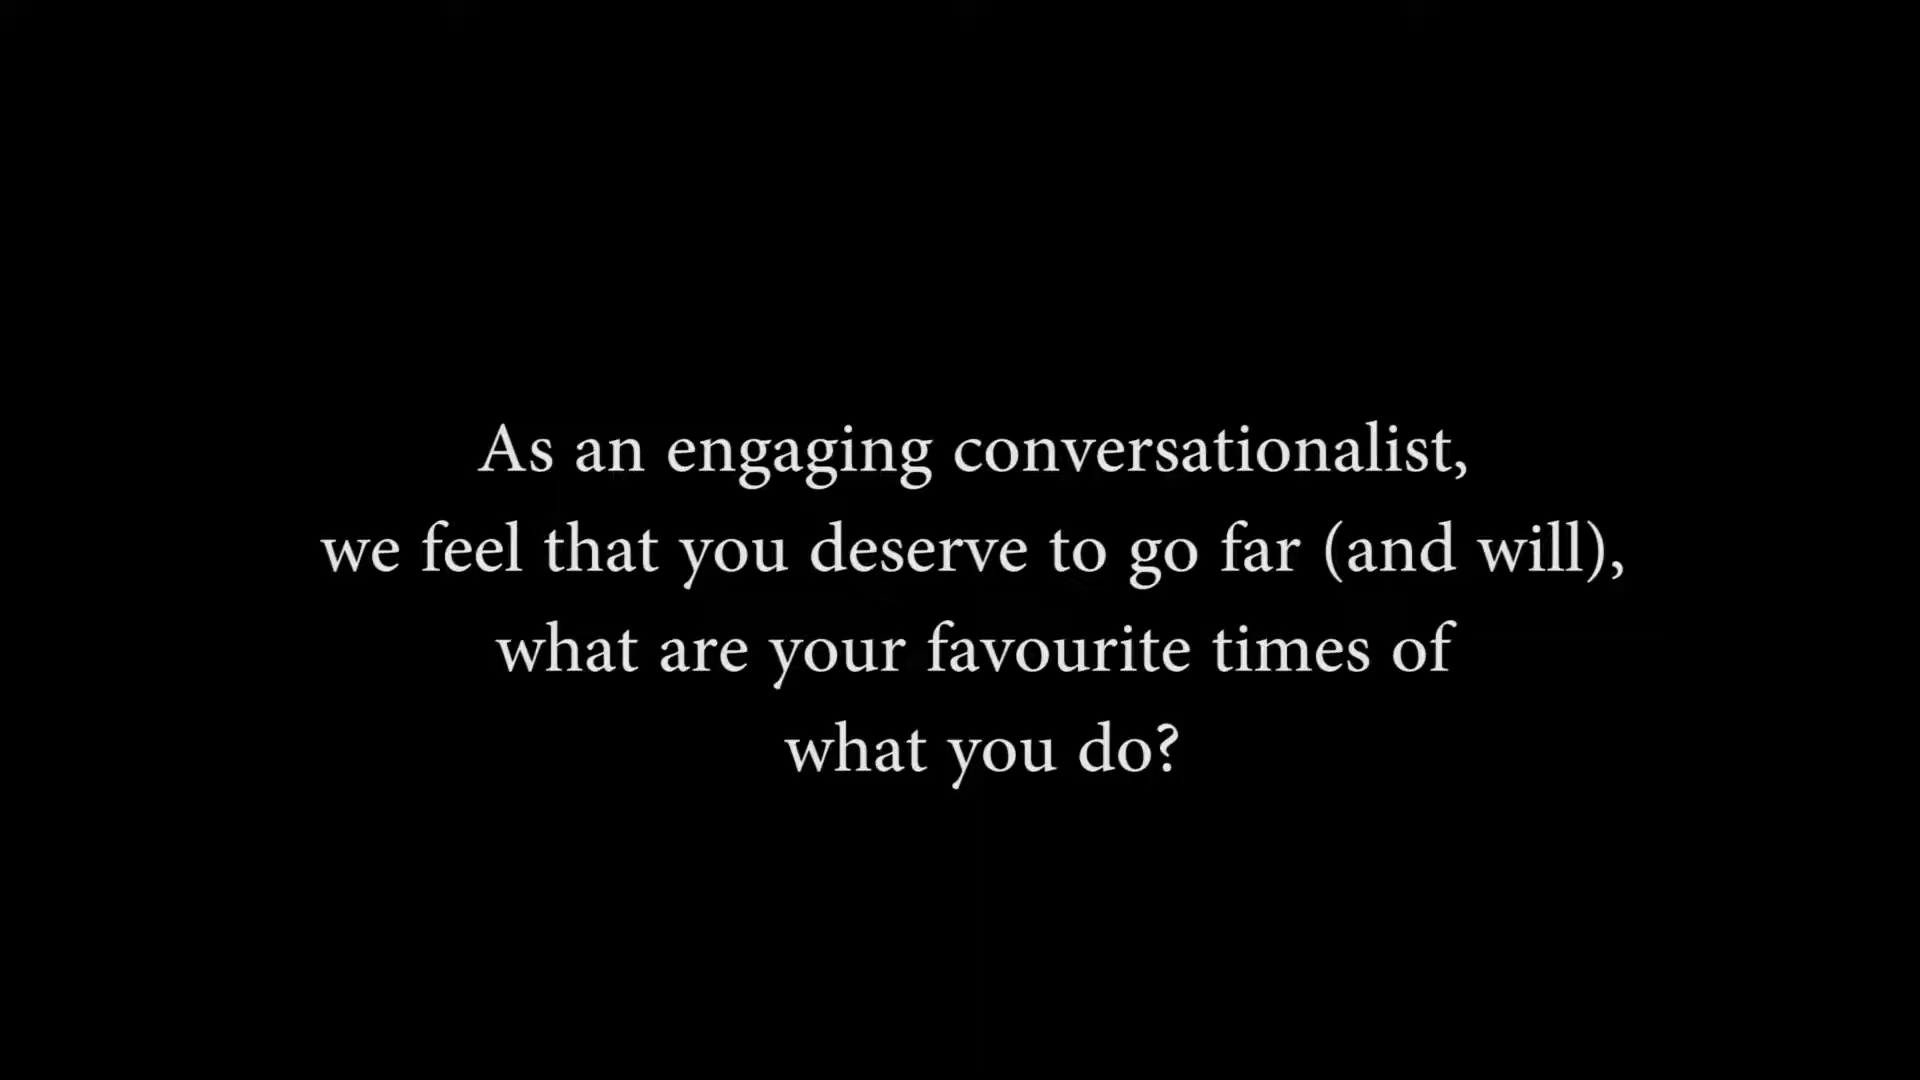 As an engaging conversationalist,
we feel that you deserve to go far (and will),
what are your favourite times of
what you do?